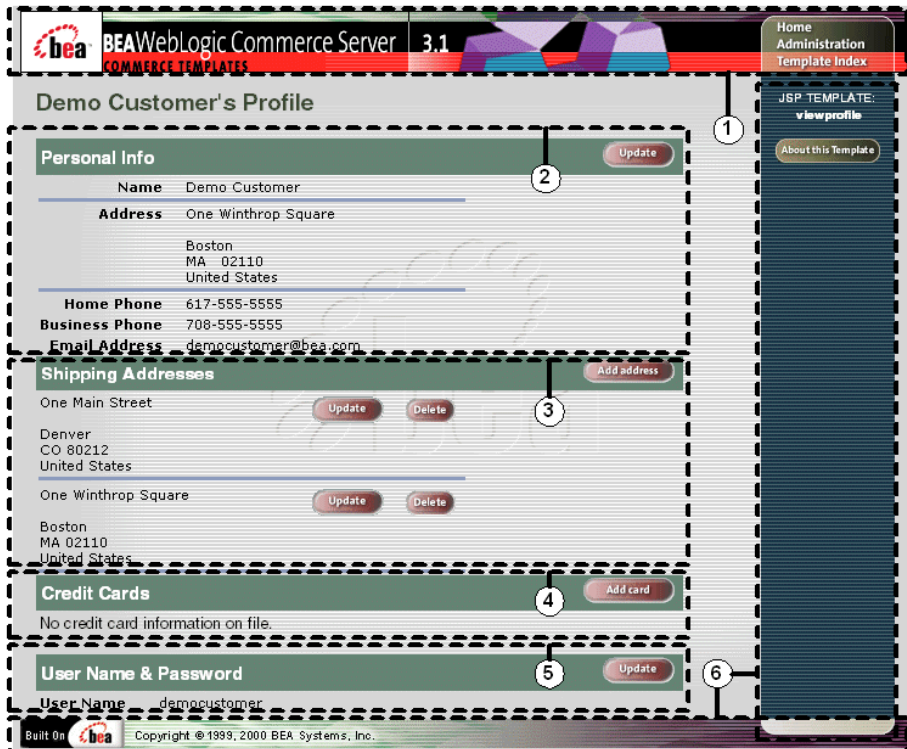 bea
BEAWebLogic Commerce Server 3.1
COMMERCE TEMPLATES
Home
Administration
Template Index
1
JSP TEMPLATE:
viewprofile
About this Template
Demo Customer's Profile
2
Personal Info
Update
Name Demo Customer
Address One Winthrop Square
Boston
MA 02110
United States
Home Phone 617-555-5555
Business Phone 708-555-5555
Email Address democustomer@bea.com
3
Shipping Addresses
Add address
One Main Street
Update
Delete
Denver
CO 80212
United States
One Winthrop Square
Update
Delete
Boston
MA 02110
United States
4
Credit Cards
Add card
No credit card information on file.
5
User Name & Password
Update
6
User Name democustomer
Built On bea
Copyright ©1999, 2000 BEA Systems, Inc.